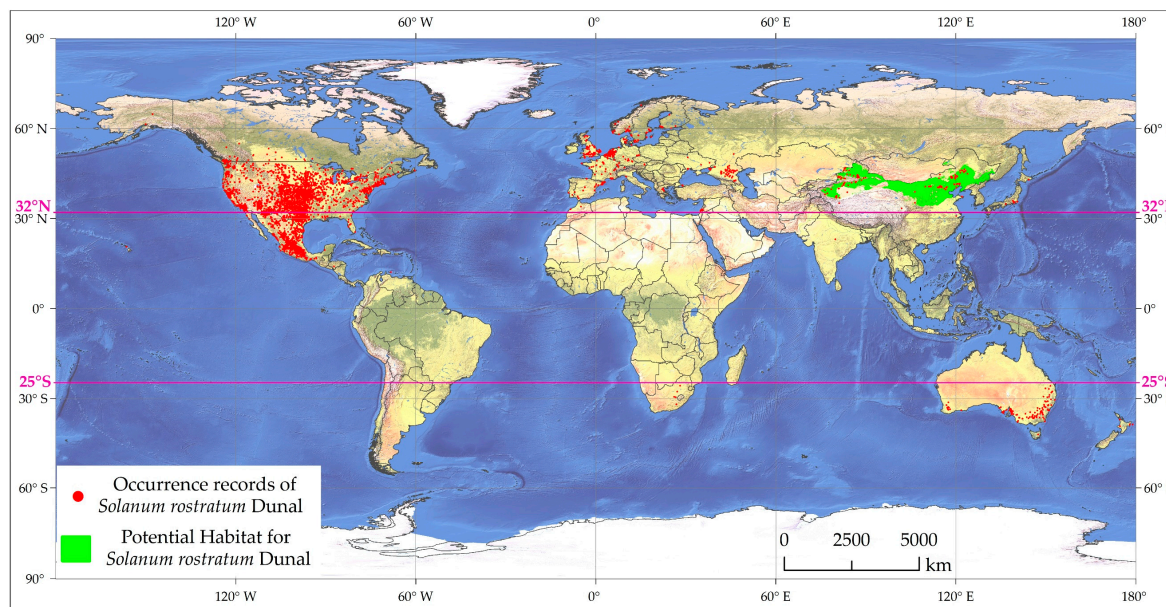 120° W 60° W 0° 60° E 120° E 180°
90° 90°
60° N 60°
32°N 32°
30° N 30°
0° 0°
25°S 25°S
30° S 30° S
Occurrence records of
Solanum rostratum Dunal
60° S 60° S
Potential Habitat for
Solanum rostratum Dunal
0 2500 5000
km
90° 90°
120° W 60° W 0° 60° E 120° E 180°